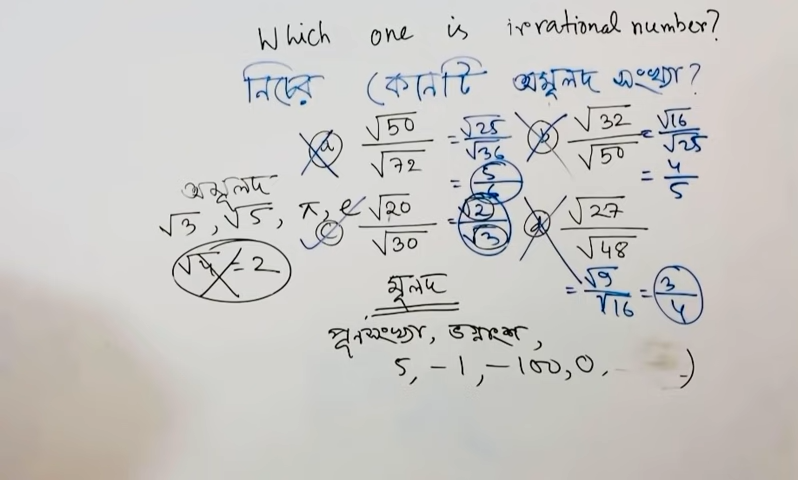 Which one is irrational number?
নিচের কোনটি অমূলদ সংখ্যা?
(a) √50/√72 = √25/√36
= 5/6
(b) √32/√50 = √16/√25
= 4/5
অমূলদ
√3, √5, π, e
√4 = 2
(c) √20/√30 = √2/√3
(d) √27/√48
= √9/√16 = 3/4
মূলদ
পূর্নসংখ্যা, ভগ্নাংশ,
5, -1, -100, 0,